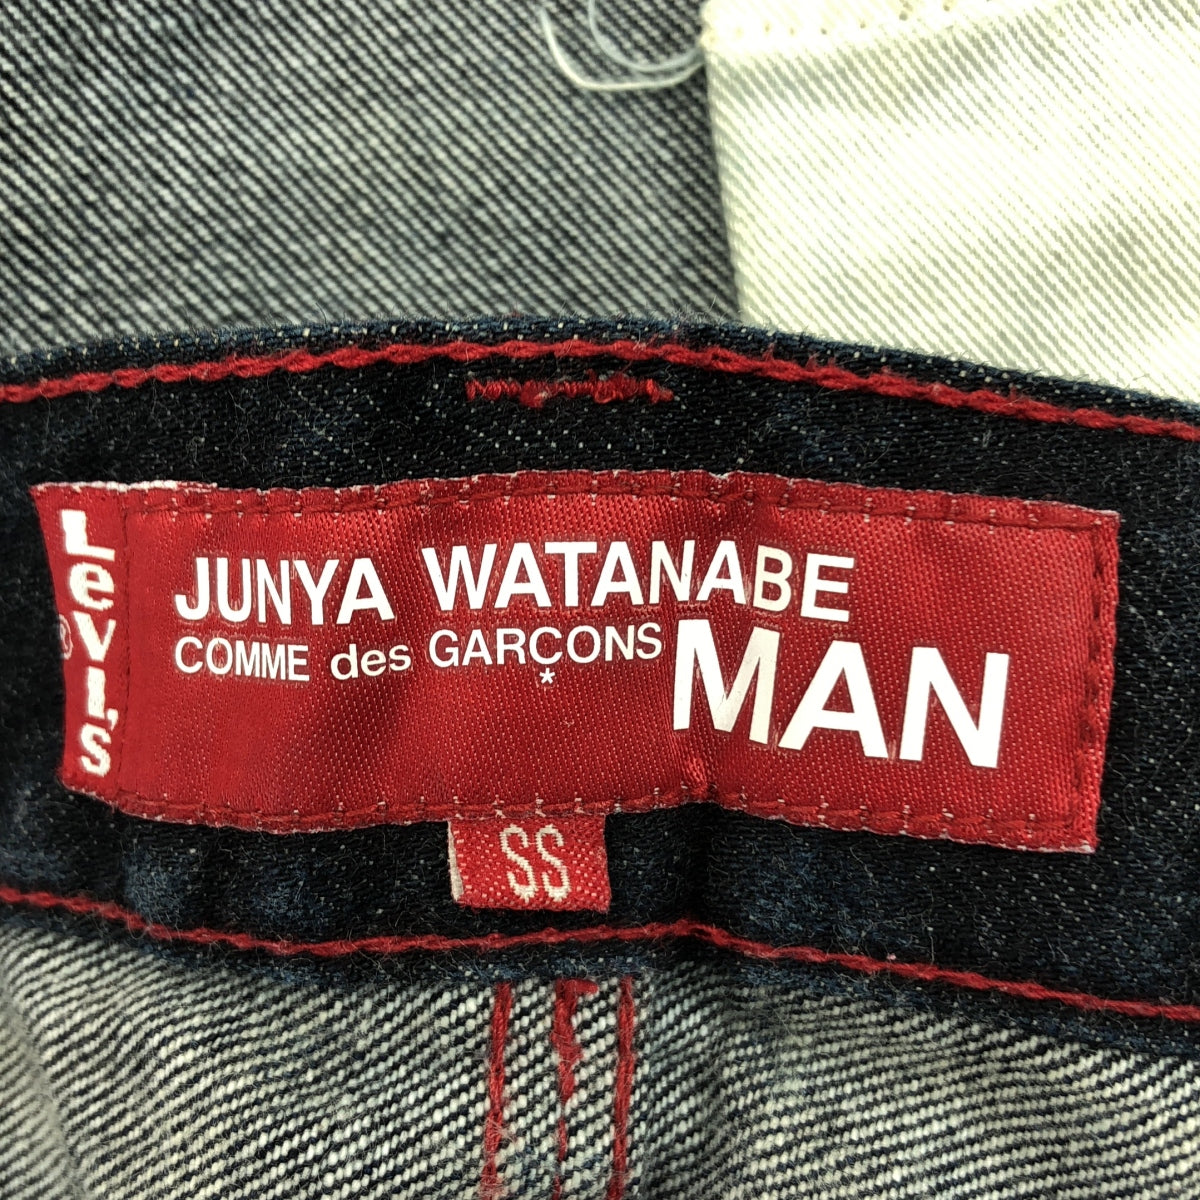 Levi's ®
JUNYA WATANABE
COMME des GARÇONS
*
MAN
SS